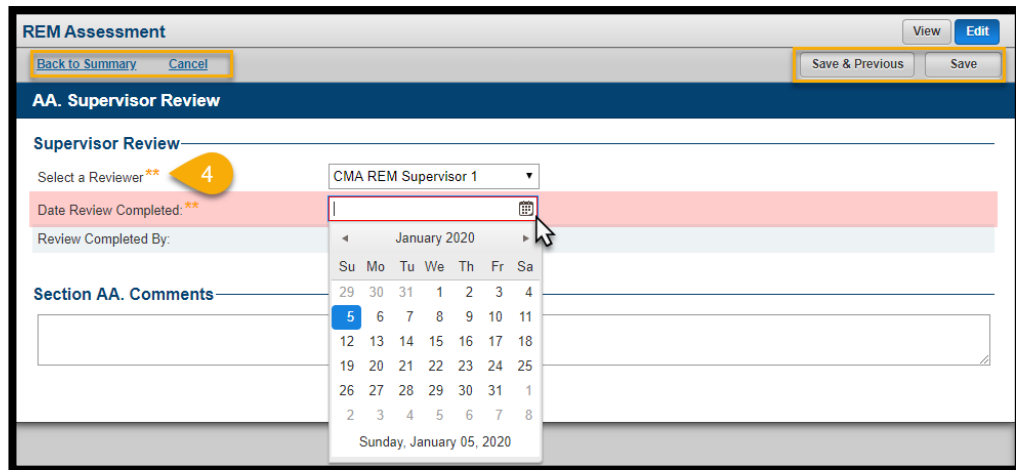 REM Assessment View Edit
Back to Summary Cancel Save & Previous Save
AA. Supervisor Review
Supervisor Review
Select a Reviewer** 4 CMA REM Supervisor 1
Date Review Completed:**
Review Completed By:
January 2020
Su Mo Tu We Th Fr Sa
29 30 31 1 2 3 4
5 6 7 8 9 10 11
12 13 14 15 16 17 18
19 20 21 22 23 24 25
26 27 28 29 30 31 1
2 3 4 5 6 7 8
Sunday, January 05, 2020
Section AA. Comments